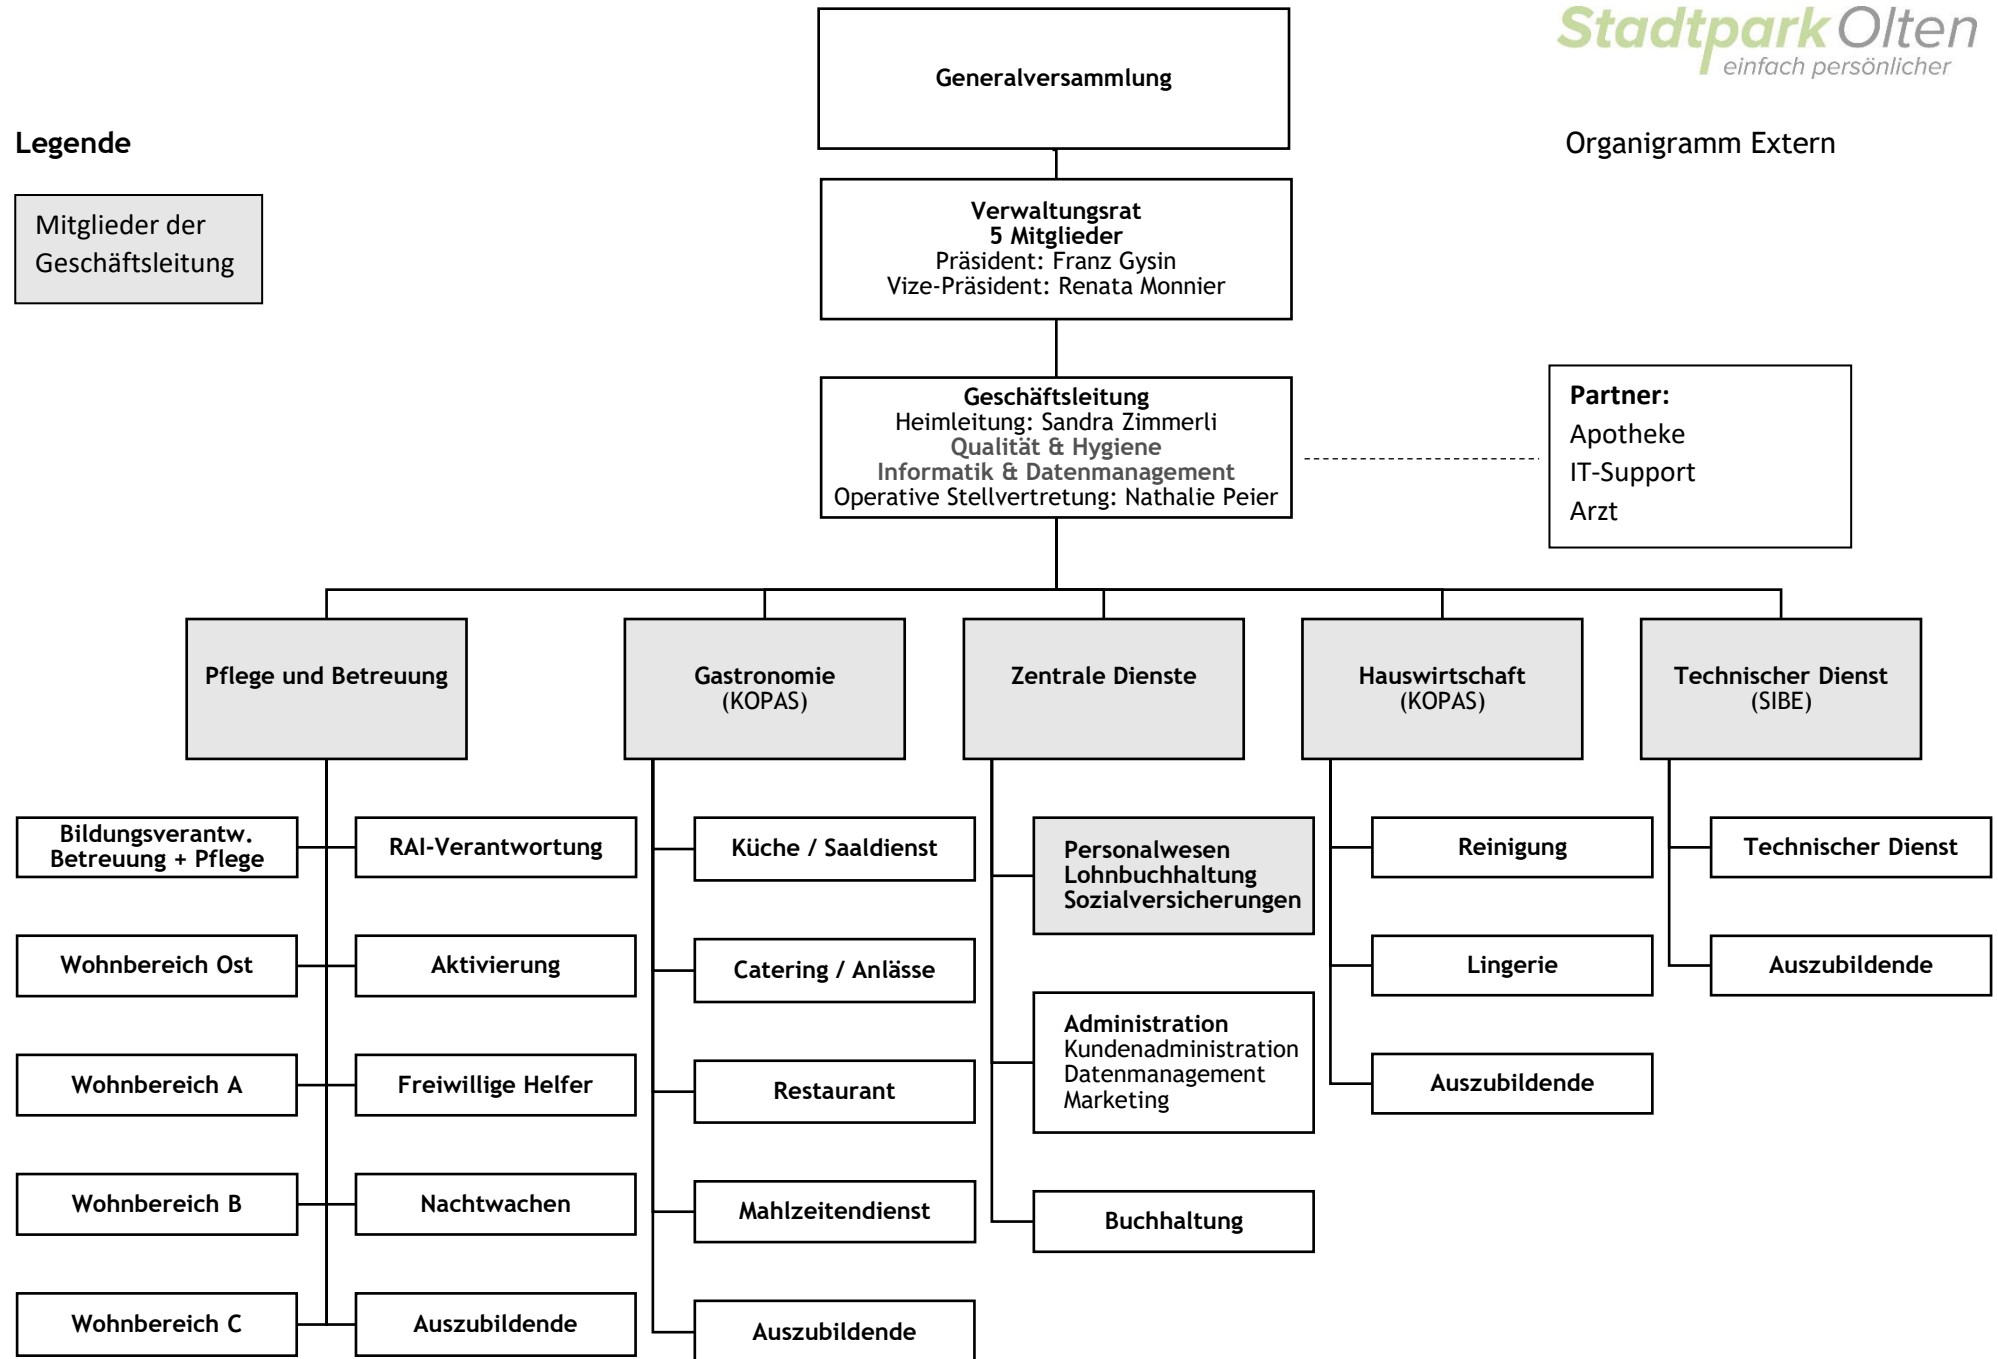 Stadtpark Olten
einfach persönlicher
Generalversammlung
Legende
Organigramm Extern
Mitglieder der
Geschäftsleitung
Verwaltungsrat
5 Mitglieder
Präsident: Franz Gysin
Vize-Präsident: Renata Monnier
Geschäftsleitung
Heimleitung: Sandra Zimmerli
Qualität & Hygiene
Informatik & Datenmanagement
Operative Stellvertretung: Nathalie Peier
Partner:
Apotheke
IT-Support
Arzt
Pflege und Betreuung
Gastronomie
(KOPAS)
Zentrale Dienste
Hauswirtschaft
(KOPAS)
Technischer Dienst
(SIBE)
Bildungsverantw.
Betreuung + Pflege
RAI-Verantwortung
Wohnbereich Ost
Aktivierung
Wohnbereich A
Freiwillige Helfer
Wohnbereich B
Nachtwachen
Wohnbereich C
Auszubildende
Küche / Saaldienst
Catering / Anlässe
Restaurant
Mahlzeitendienst
Auszubildende
Personalwesen
Lohnbuchhaltung
Sozialversicherungen
Administration
Kundenadministration
Datenmanagement
Marketing
Buchhaltung
Reinigung
Lingerie
Auszubildende
Technischer Dienst
Auszubildende